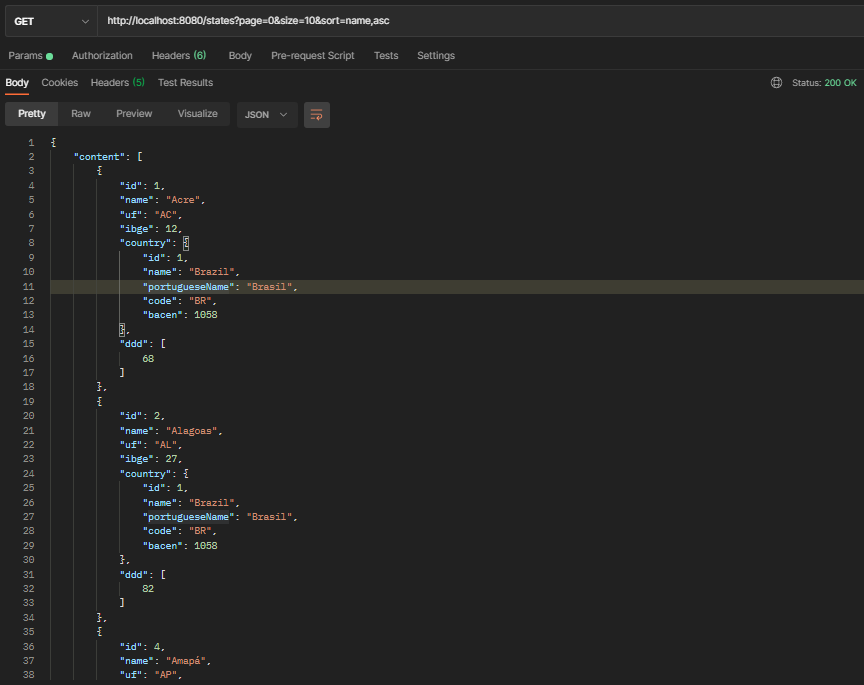 GET http://localhost:8080/states?page=0&size=10&sort=name,asc
Params Authorization Headers (6) Body Pre-request Script Tests Settings
Body Cookies Headers (5) Test Results Status: 200 OK
Pretty Raw Preview Visualize JSON
1 {
2 "content": [
3 {
4 "id": 1,
5 "name": "Acre",
6 "uf": "AC",
7 "ibge": 12,
8 "country": {
9 "id": 1,
10 "name": "Brazil",
11 "portugueseName": "Brasil",
12 "code": "BR",
13 "bacen": 1058
14 },
15 "ddd": [
16 68
17 ]
18 },
19 {
20 "id": 2,
21 "name": "Alagoas",
22 "uf": "AL",
23 "ibge": 27,
24 "country": {
25 "id": 1,
26 "name": "Brazil",
27 "portugueseName": "Brasil",
28 "code": "BR",
29 "bacen": 1058
30 },
31 "ddd": [
32 82
33 ]
34 },
35 {
36 "id": 4,
37 "name": "Amapá",
38 "uf": "AP",